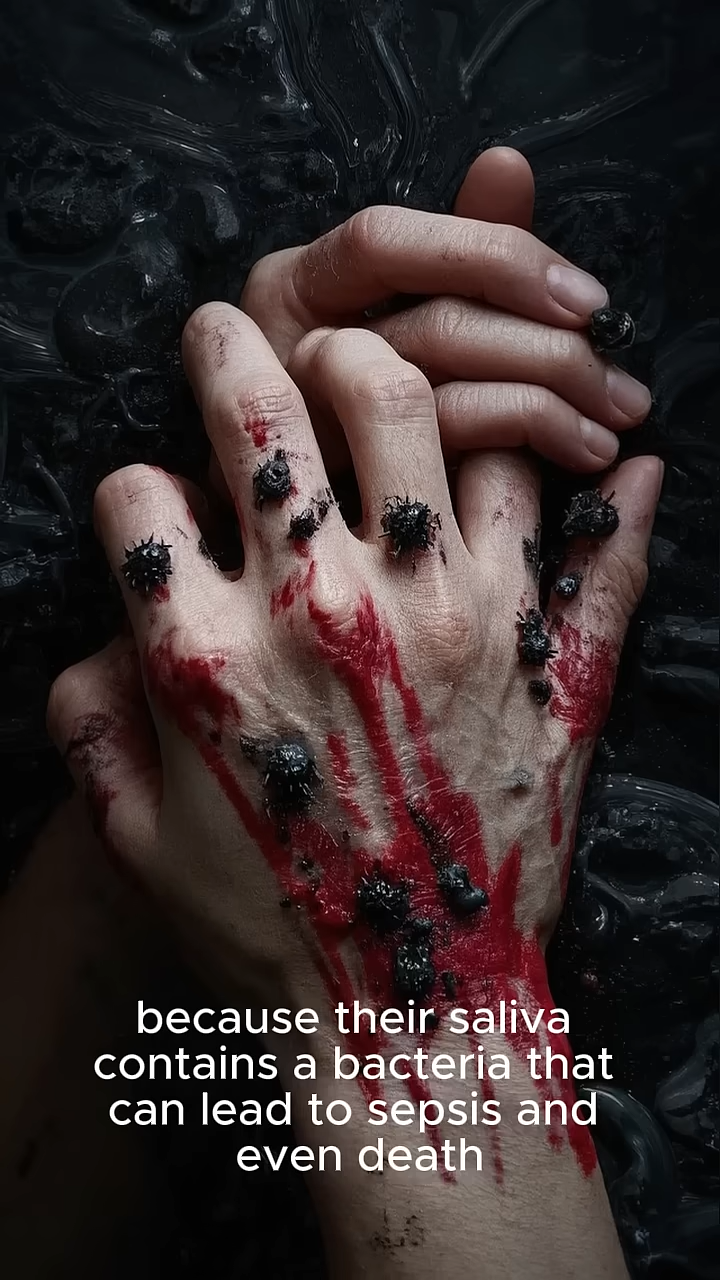 because their saliva
contains a bacteria that
can lead to sepsis and
even death